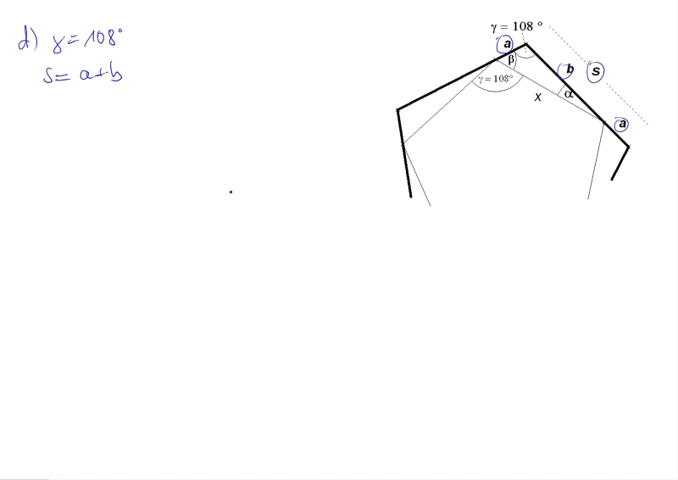 d) γ = 108°
s = a + b
γ = 108 °
a
β
b
s
γ = 108°
x
α
a